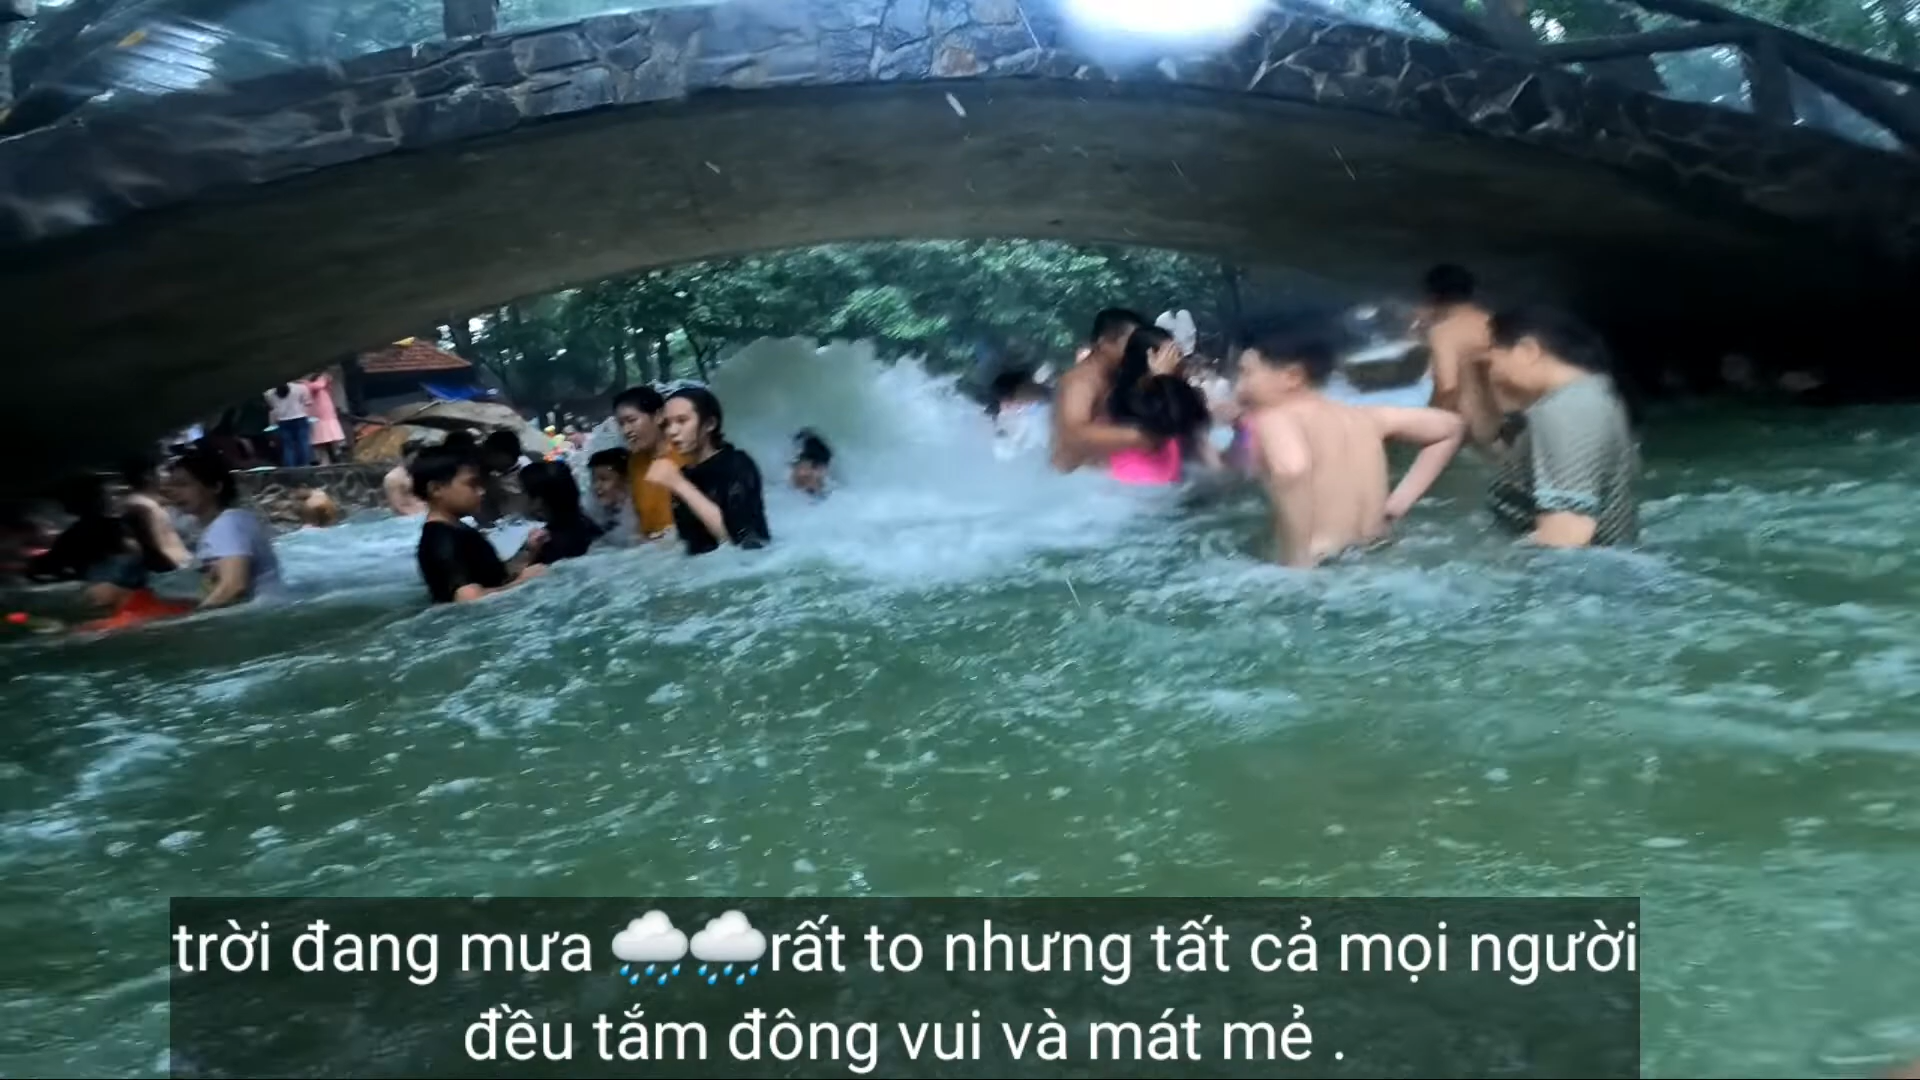 trời đang mưa 🌧️🌧️rất to nhưng tất cả mọi người
đều tắm đông vui và mát mẻ .